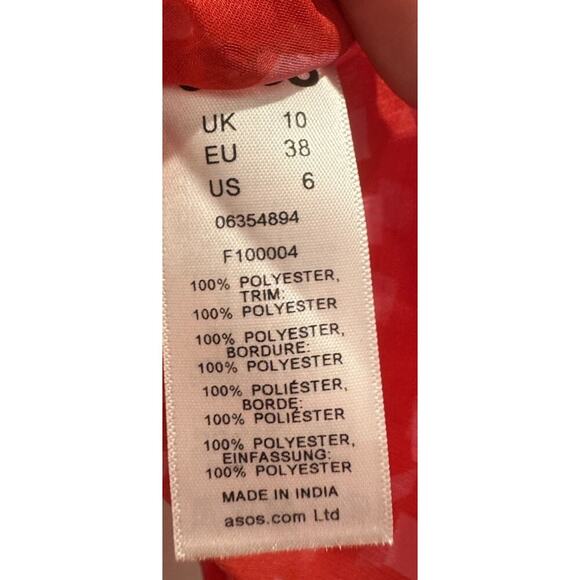 UK 10
EU 38
US 6
06354894
F100004
100% POLYESTER,
TRIM:
100% POLYESTER
100% POLYESTER,
BORDURE:
100% POLYESTER
100% POLIÉSTER,
BORDE:
100% POLIÉSTER
100% POLYESTER,
EINFASSUNG:
100% POLYESTER
MADE IN INDIA
asos.com Ltd